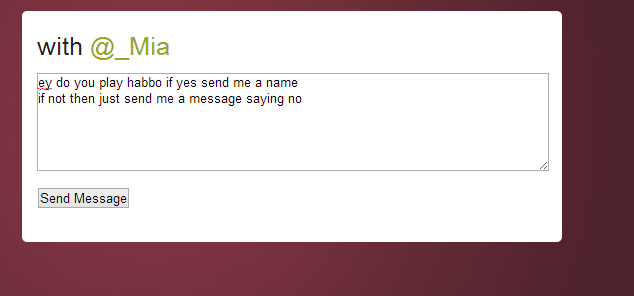 with @_Mia
ey do you play habbo if yes send me a name
if not then just send me a message saying no
Send Message